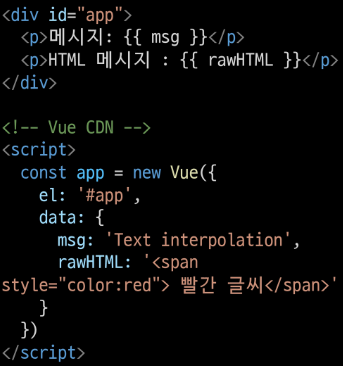 <div id="app">
  <p>메시지: {{ msg }}</p>
  <p>HTML 메시지 : {{ rawHTML }}</p>
</div>

<!-- Vue CDN -->
<script>
  const app = new Vue({
    el: '#app',
    data: {
      msg: 'Text interpolation',
      rawHTML: '<span
style="color:red"> 빨간 글씨</span>'
    }
  })
</script>